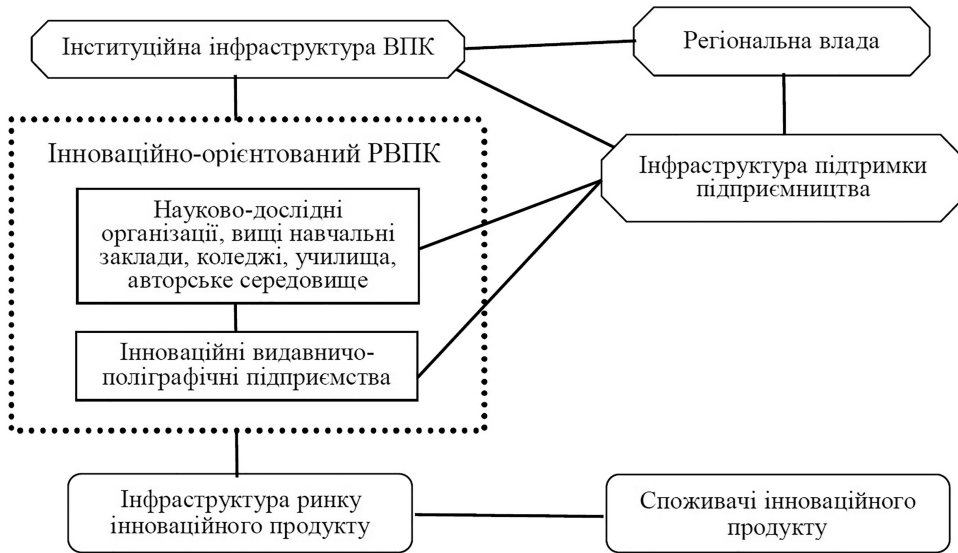 Інституційна інфраструктура ВПК
Регіональна влада
Інноваційно-орієнтований РВПК
Інфраструктура підтримки
підприємництва
Науково-дослідні
організації, вищі навчальні
заклади, коледжі, училища,
авторське середовище
Інноваційні видавничо-
поліграфічні підприємства
Інфраструктура ринку
інноваційного продукту
Споживачі інноваційного
продукту